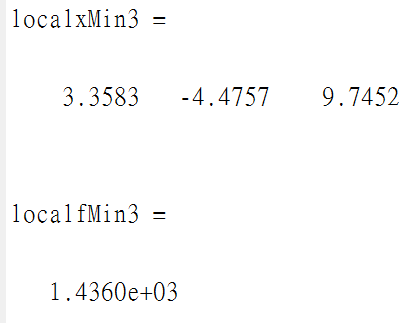 localxMin3 =
3.3583 -4.4757 9.7452
localfMin3 =
1.4360e+03